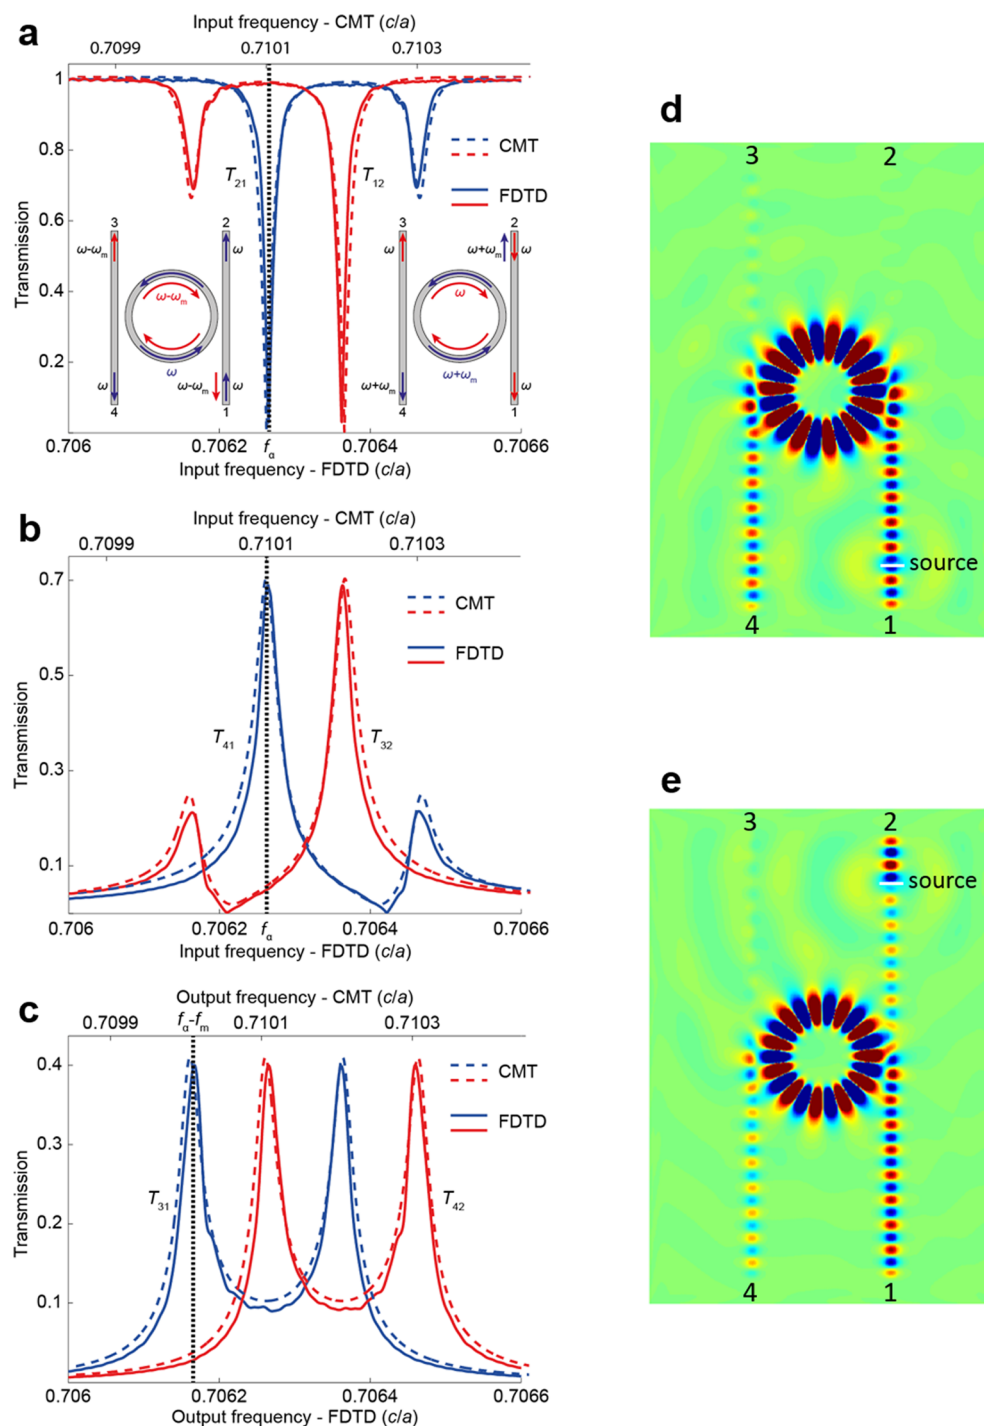 a
Input frequency - CMT (c/a)
0.7099 0.7101 0.7103
Transmission
1
0.8
0.6
0.4
0.2
CMT
FDTD
T21 T12
3 2 3 2
ω-ωm ω ω ω+ωm ω
ω-ωm ω
ω ω-ωm ω ω+ωm ω+ωm ω
4 1 4 1
0.706 0.7062 fα 0.7064 0.7066
Input frequency - FDTD (c/a)
b
Input frequency - CMT (c/a)
0.7099 0.7101 0.7103
Transmission
0.7
0.5
0.3
0.1
CMT
FDTD
T41 T32
0.706 0.7062 fα 0.7064 0.7066
Input frequency - FDTD (c/a)
c
Output frequency - CMT (c/a)
0.7099 fα-fm 0.7101 0.7103
Transmission
0.4
0.3
0.2
0.1
CMT
FDTD
T31 T42
0.706 0.7062 0.7064 0.7066
Output frequency - FDTD (c/a)
d
3 2
source
4 1
e
3 2
source
4 1